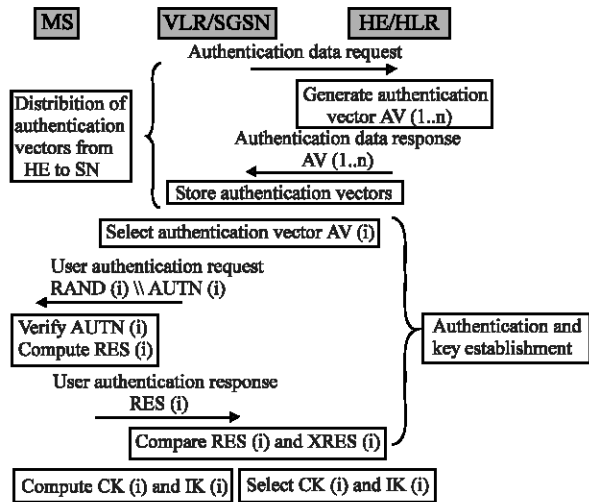 MS
VLR/SGSN
HE/HLR
Authentication data request
Distribition of
authentication
vectors from
HE to SN
Generate authentication
vector AV (1..n)
Authentication data response
AV (1..n)
Store authentication vectors
Select authentication vector AV (i)
User authentication request
RAND (i) \\ AUTN (i)
Verify AUTN (i)
Compute RES (i)
Authentication and
key establishment
User authentication response
RES (i)
Compare RES (i) and XRES (i)
Compute CK (i) and IK (i)
Select CK (i) and IK (i)